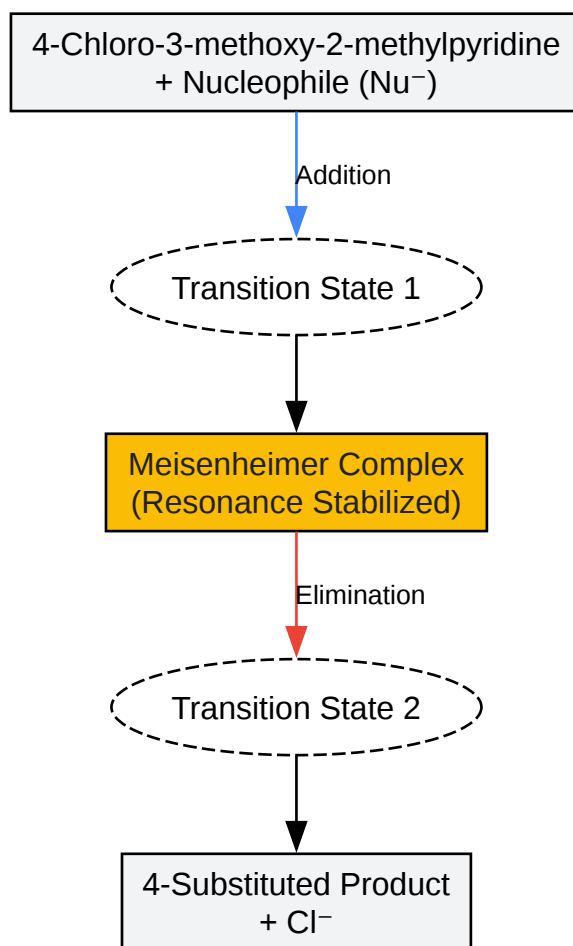 4-Chloro-3-methoxy-2-methylpyridine
+ Nucleophile (Nu⁻)
Addition
Transition State 1
Meisenheimer Complex
(Resonance Stabilized)
Elimination
Transition State 2
4-Substituted Product
+ Cl⁻